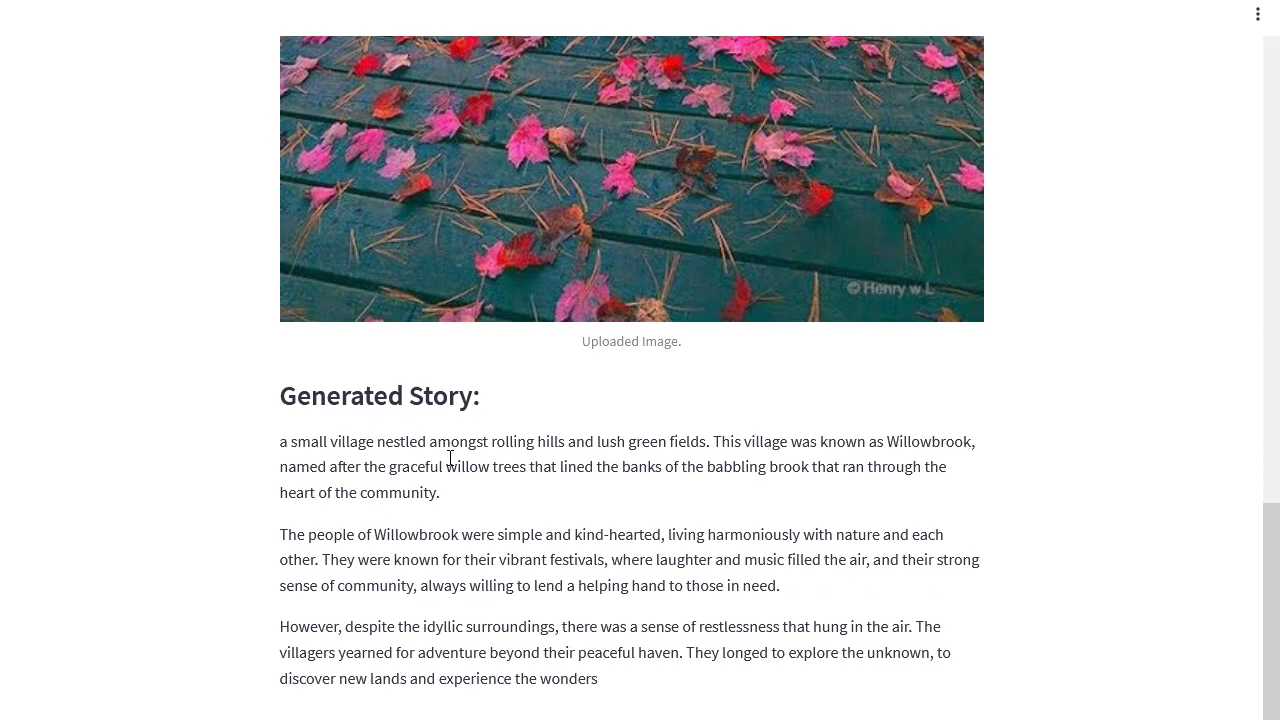 © Henry w L
Uploaded Image.
Generated Story:
a small village nestled amongst rolling hills and lush green fields. This village was known as Willowbrook,
named after the graceful willow trees that lined the banks of the babbling brook that ran through the
heart of the community.
The people of Willowbrook were simple and kind-hearted, living harmoniously with nature and each
other. They were known for their vibrant festivals, where laughter and music filled the air, and their strong
sense of community, always willing to lend a helping hand to those in need.
However, despite the idyllic surroundings, there was a sense of restlessness that hung in the air. The
villagers yearned for adventure beyond their peaceful haven. They longed to explore the unknown, to
discover new lands and experience the wonders